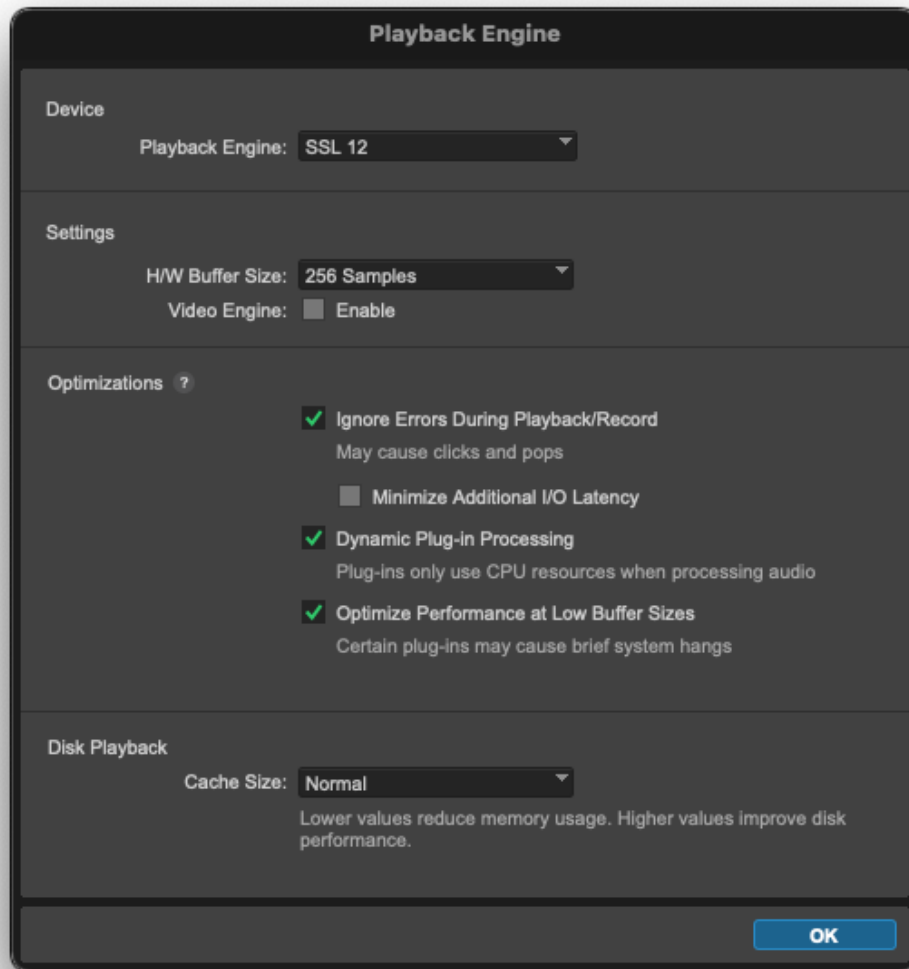 Playback Engine
Device
Playback Engine: SSL 12
Settings
H/W Buffer Size: 256 Samples
Video Engine: Enable
Optimizations ?
Ignore Errors During Playback/Record
May cause clicks and pops
Minimize Additional I/O Latency
Dynamic Plug-in Processing
Plug-ins only use CPU resources when processing audio
Optimize Performance at Low Buffer Sizes
Certain plug-ins may cause brief system hangs
Disk Playback
Cache Size: Normal
Lower values reduce memory usage. Higher values improve disk
performance.
OK